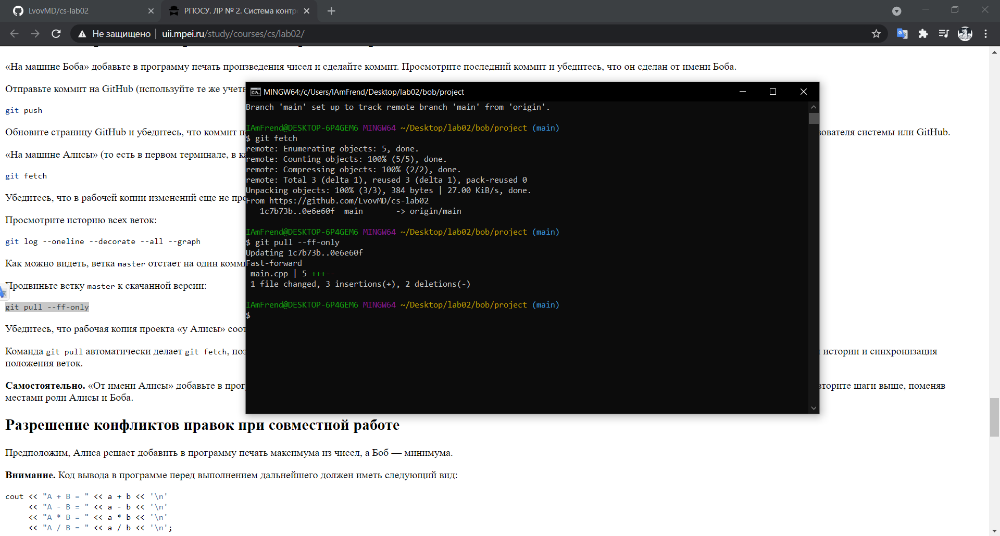 LvovMD/cs-lab02
РПОСУ. ЛР № 2. Система контр
Не защищено
uii.mpei.ru/study/courses/cs/lab02/
«На машине Боба» добавьте в программу печать произведения чисел и сделайте коммит. Просмотрите последний коммит и убедитесь, что он сделан от имени Боба.
Отправьте коммит на GitHub (используйте те же
git push
Обновите страницу GitHub и убедитесь, что коммит
системы или GitHub.
«На машине Алисы» (то есть в первом терминале, в
git fetch
Убедитесь, что в рабочей копии изменений еще не
Просмотрите историю всех веток:
git log --oneline --decorate --all --graph
Как можно видеть, ветка master отстает на один
Продвиньте ветку master к скачанной версии:
git pull --ff-only
Убедитесь, что рабочая копия проекта «у Алисы»
Команда git pull автоматически делает git fetch,
истории и синхронизация
положения веток.
Самостоятельно. «От имени Алисы» добавьте в
шаги выше, поменяв
местами роли Алисы и Боба.
Разрешение конфликтов правок при совместной работе
Предположим, Алиса решает добавить в программу печать максимума из чисел, а Боб — минимума.
Внимание. Код вывода в программе перед выполнением дальнейшего должен иметь следующий вид:
cout << "A + B = " << a + b << '\n'
<< "A - B = " << a - b << '\n'
<< "A * B = " << a * b << '\n'
<< "A / B = " << a / b << '\n';
MINGW64:/c/Users/IAmFrend/Desktop/lab02/bob/project
Branch 'main' set up to track remote branch 'main' from 'origin'.
IAmFrend@DESKTOP-6P4GEM6 MINGW64 ~/Desktop/lab02/bob/project (main)
$ git fetch
remote: Enumerating objects: 5, done.
remote: Counting objects: 100% (5/5), done.
remote: Compressing objects: 100% (2/2), done.
remote: Total 3 (delta 1), reused 3 (delta 1), pack-reused 0
Unpacking objects: 100% (3/3), 384 bytes | 27.00 KiB/s, done.
From https://github.com/LvovMD/cs-lab02
1c7b73b..0e6e60f  main       -> origin/main
IAmFrend@DESKTOP-6P4GEM6 MINGW64 ~/Desktop/lab02/bob/project (main)
$ git pull --ff-only
Updating 1c7b73b..0e6e60f
Fast-forward
main.cpp | 5 +++--
1 file changed, 3 insertions(+), 2 deletions(-)
IAmFrend@DESKTOP-6P4GEM6 MINGW64 ~/Desktop/lab02/bob/project (main)
$